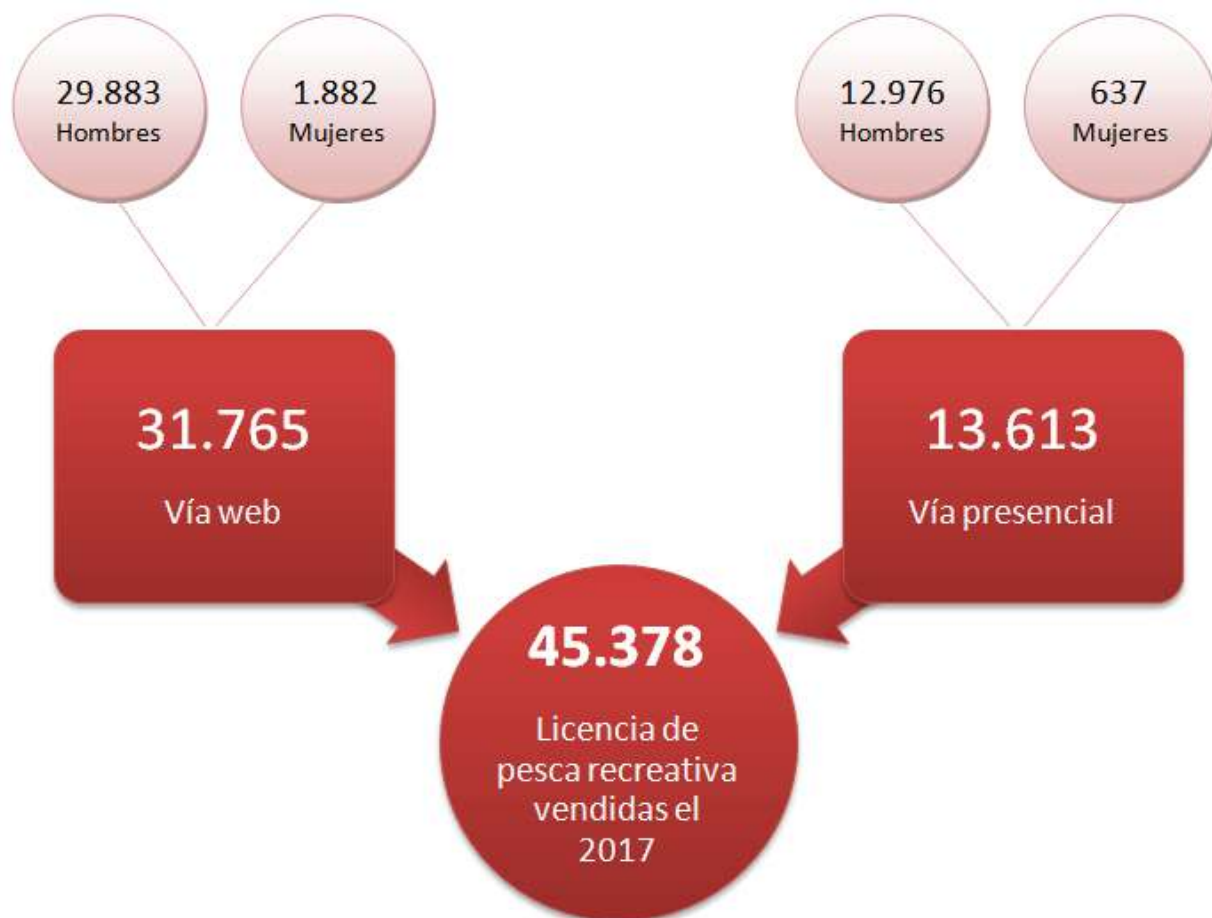 29.883
Hombres
1.882
Mujeres
12.976
Hombres
637
Mujeres
31.765
Vía web
13.613
Vía presencial
45.378
Licencia de
pesca recreativa
vendidas el
2017